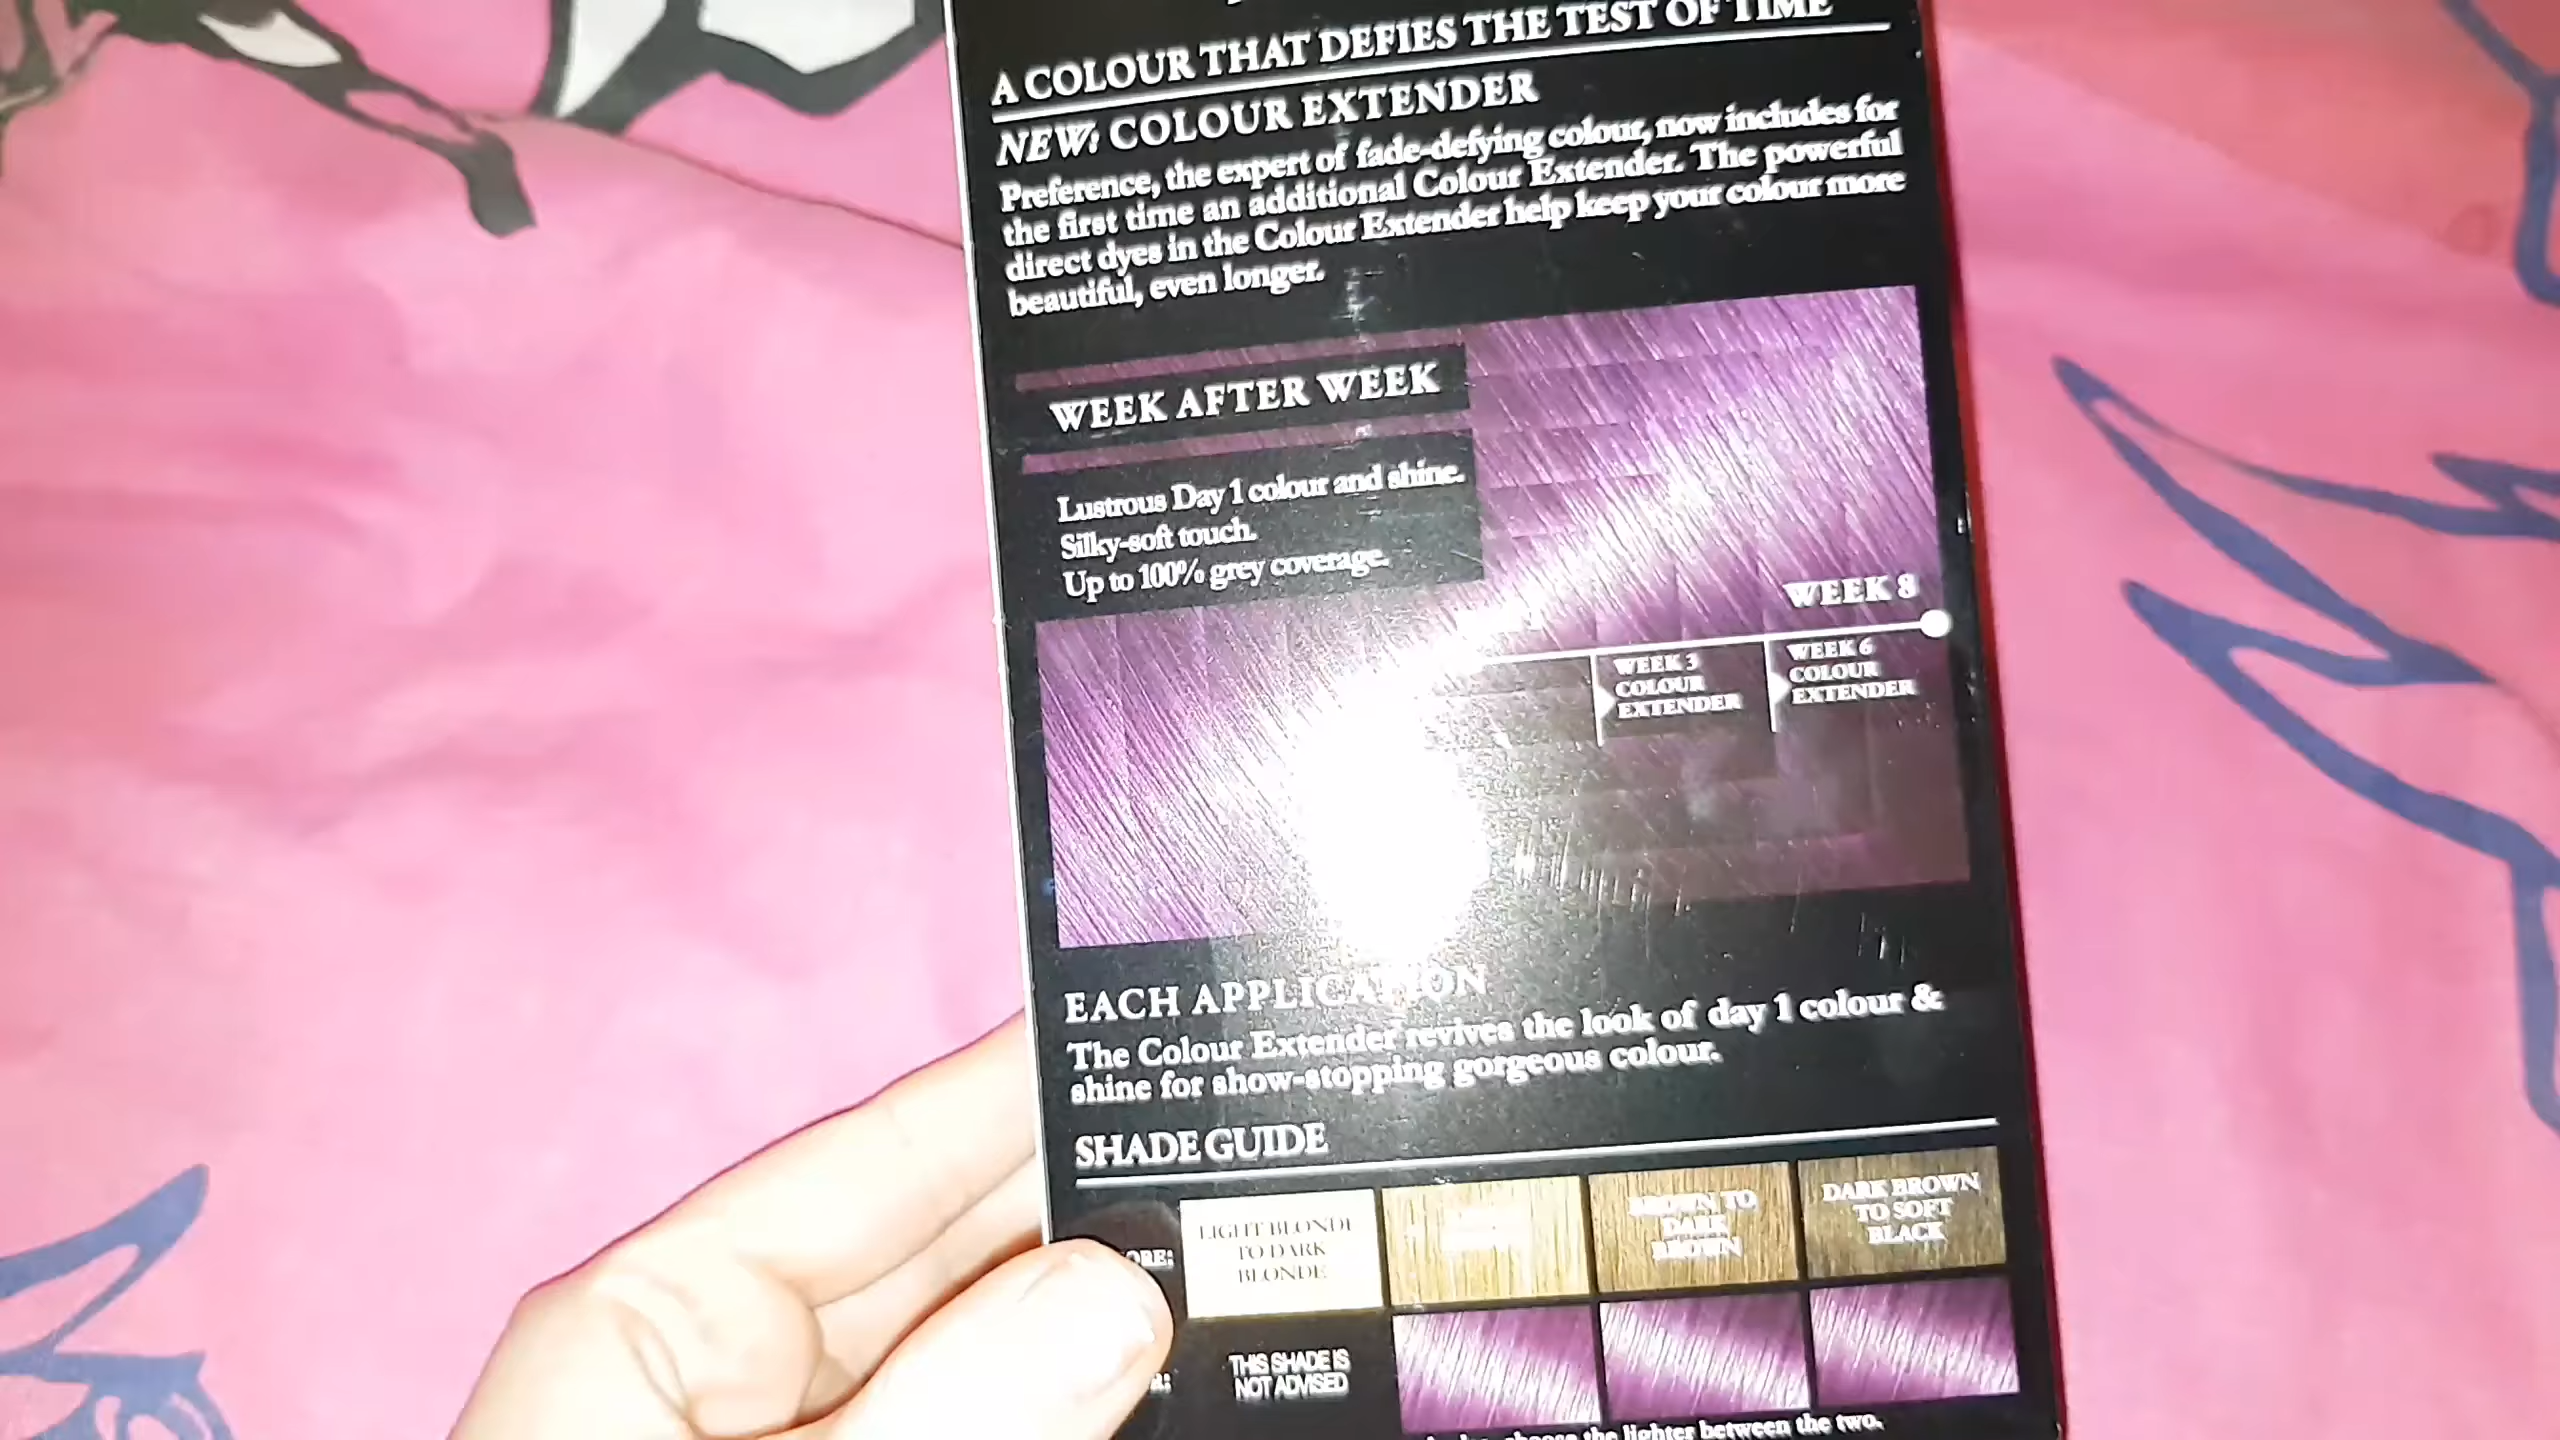 A COLOUR THAT DEFIES THE TEST OF TIME
NEW: COLOUR EXTENDER
Preference, the expert of fade-defying colour, now includes for
the first time an additional Colour Extender. The powerful
direct dyes in the Colour Extender help keep your colour more
beautiful, even longer.
WEEK AFTER WEEK
Lustrous Day 1 colour and shine.
Silky-soft touch.
Up to 100% grey coverage.
WEEK 8
WEEK 3
COLOUR
EXTENDER
WEEK 6
COLOUR
EXTENDER
EACH APPLICATION
The Colour Extender revives the look of day 1 colour &
shine for show-stopping gorgeous colour.
SHADE GUIDE
LIGHT BLONDE
TO DARK
BLONDE
BROWN TO
DARK
BROWN
DARK BROWN
TO SOFT
BLACK
THIS SHADE IS
NOT ADVISED
choose the lighter between the two.